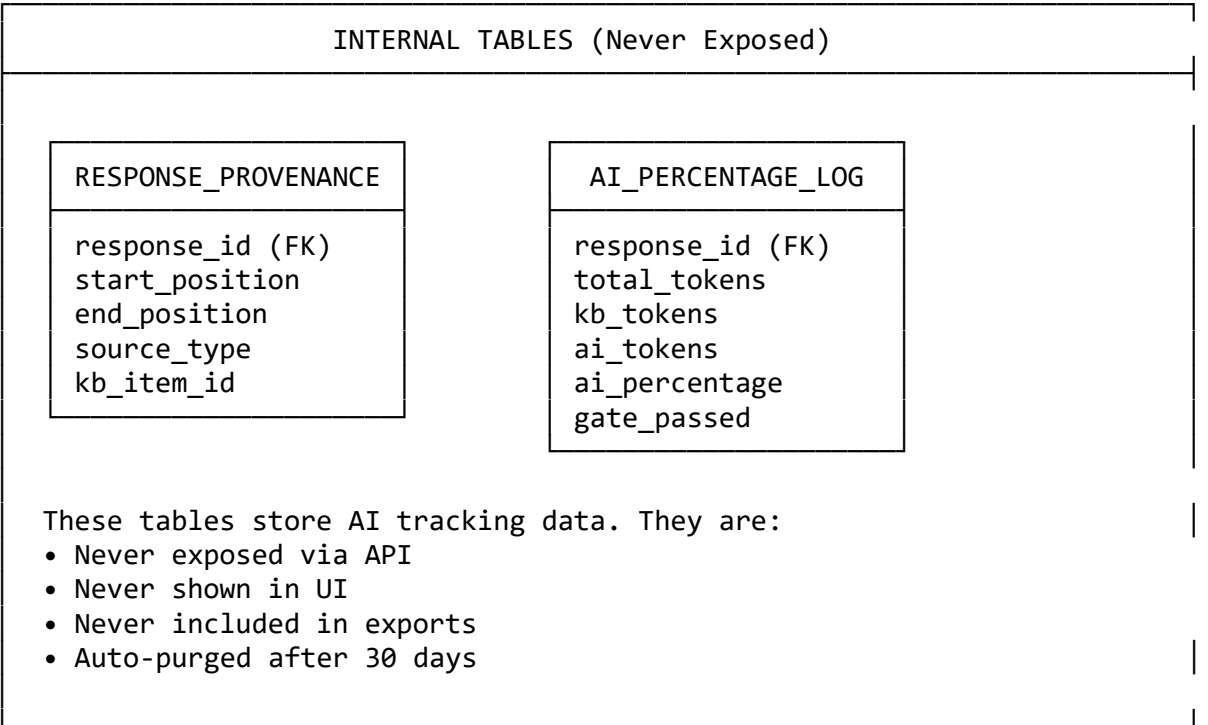 INTERNAL TABLES (Never Exposed)
RESPONSE_PROVENANCE
response_id (FK)
start_position
end_position
source_type
kb_item_id
AI_PERCENTAGE_LOG
response_id (FK)
total_tokens
kb_tokens
ai_tokens
ai_percentage
gate_passed
These tables store AI tracking data. They are:
• Never exposed via API
• Never shown in UI
• Never included in exports
• Auto-purged after 30 days